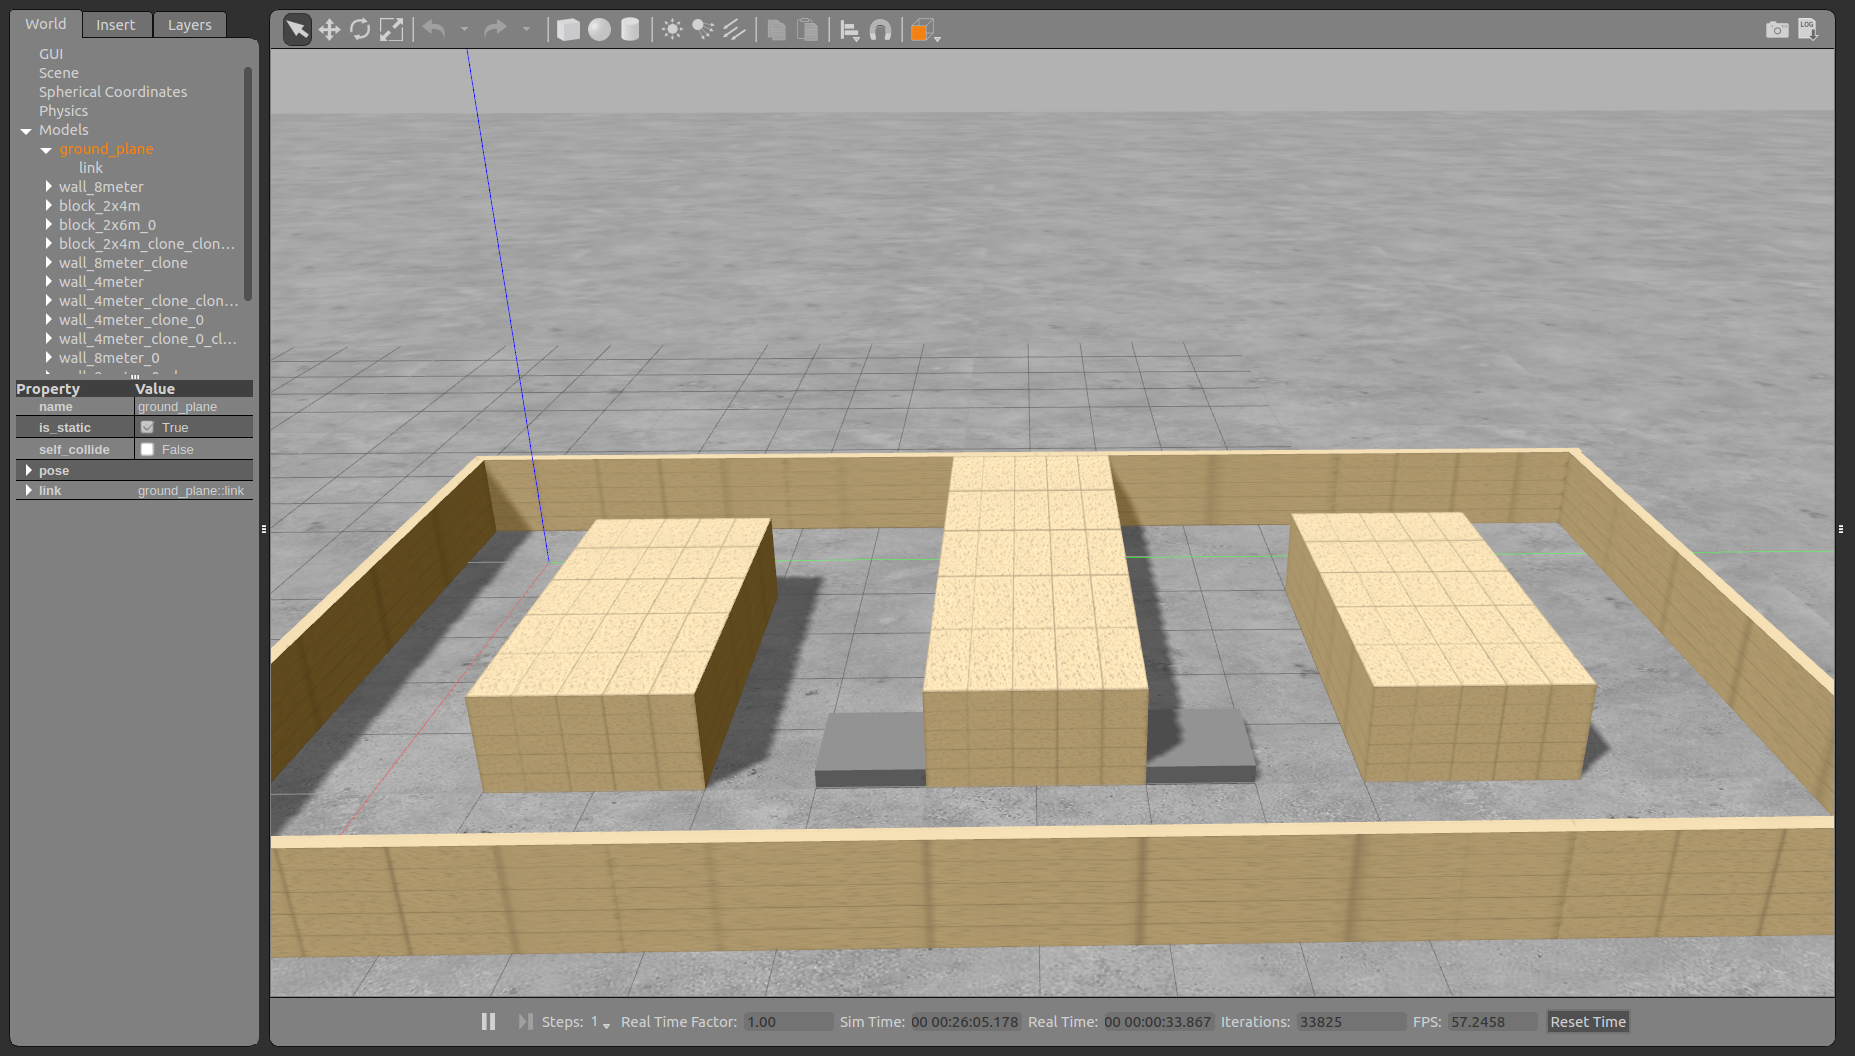 World Insert Layers
GUI
Scene
Spherical Coordinates
Physics
Models
ground_plane
link
wall_8meter
block_2x4m
block_2x6m_0
block_2x4m_clone_clon...
wall_8meter_clone
wall_4meter
wall_4meter_clone_clon...
wall_4meter_clone_0
wall_4meter_clone_0_cl...
wall_8meter_0
Property Value
name ground_plane
is_static True
self_collide False
pose
link ground_plane::link
LOG
Steps: 1 Real Time Factor: 1.00 Sim Time: 00 00:26:05.178 Real Time: 00 00:00:33.867 Iterations: 33825 FPS: 57.2458 Reset Time